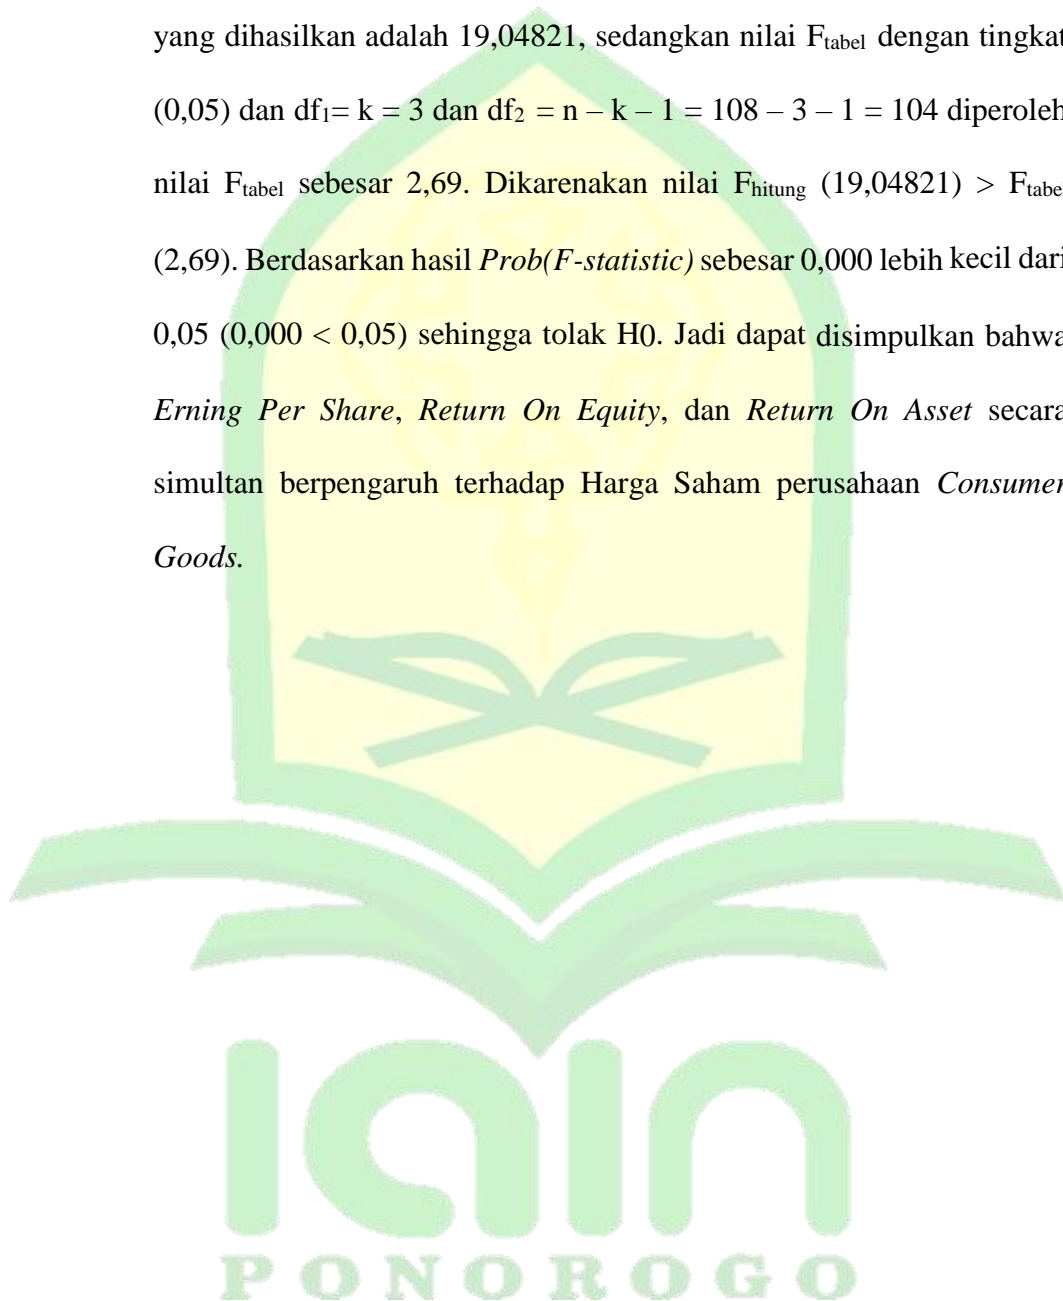 yang dihasilkan adalah 19,04821, sedangkan nilai Ftabel dengan tingkat
(0,05) dan df1= k = 3 dan df2 = n – k – 1 = 108 – 3 – 1 = 104 diperoleh
nilai Ftabel sebesar 2,69. Dikarenakan nilai Fhitung (19,04821) > Ftabel
(2,69). Berdasarkan hasil Prob(F-statistic) sebesar 0,000 lebih kecil dari
0,05 (0,000 < 0,05) sehingga tolak H0. Jadi dapat disimpulkan bahwa
Erning Per Share, Return On Equity, dan Return On Asset secara
simultan berpengaruh terhadap Harga Saham perusahaan Consumer
Goods.
iain
PONOROGO